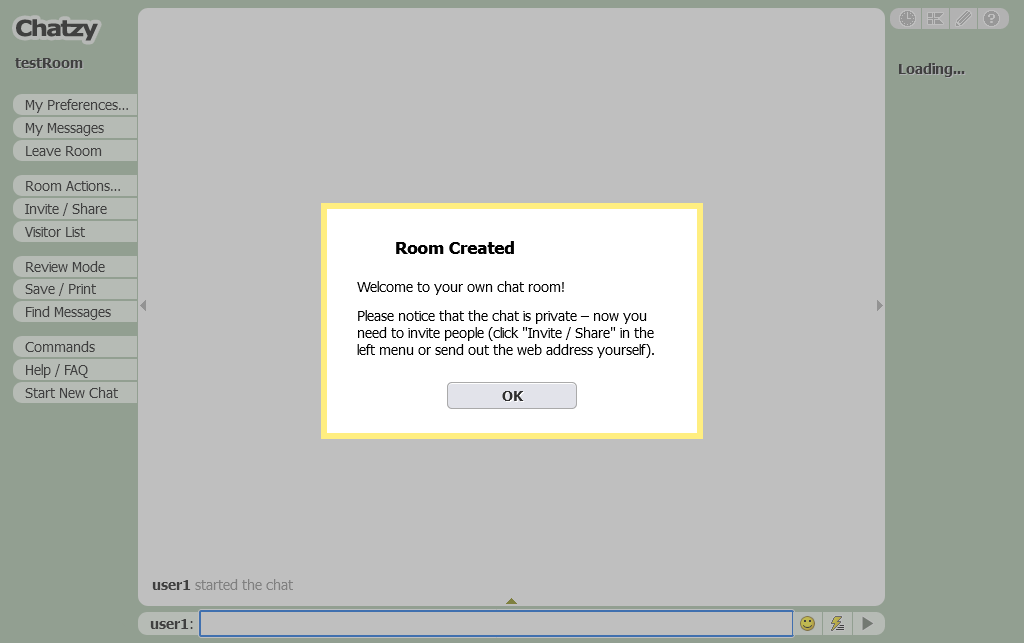 Chatzy
testRoom
My Preferences...
My Messages
Leave Room
Room Actions...
Invite / Share
Visitor List
Review Mode
Save / Print
Find Messages
Commands
Help / FAQ
Start New Chat
Room Created
Welcome to your own chat room!
Please notice that the chat is private – now you
need to invite people (click "Invite / Share" in the
left menu or send out the web address yourself).
OK
user1 started the chat
user1:
?
Loading...